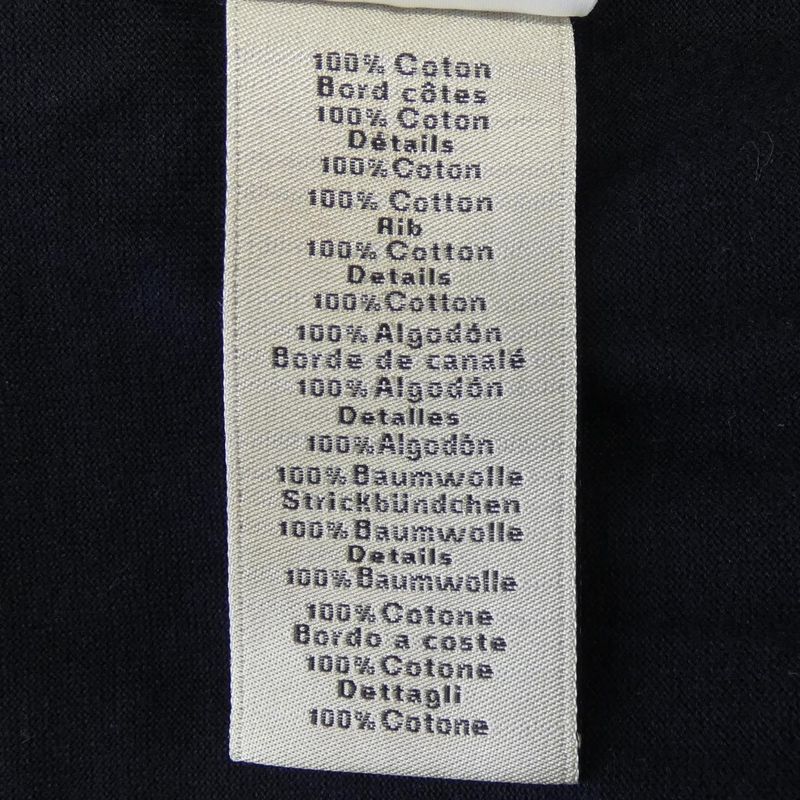 100% Coton
Bord côtes
100% Coton
Détails
100% Coton
100% Cotton
Rib
100% Cotton
Details
100% Cotton
100% Algodón
Borde de canalé
100% Algodón
Detalles
100% Algodón
100% Baumwolle
Strickbündchen
100% Baumwolle
Details
100% Baumwolle
100% Cotone
Bordo a coste
100% Cotone
Dettagli
100% Cotone